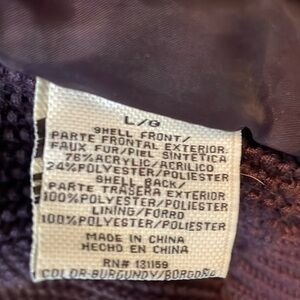 L/G
SHELL FRONT/
PARTE FRONTAL EXTERIOR
FAUX FUR/PIEL SINTETICA
76%ACRYLIC/ACRILICO
24%POLYESTER/POLIESTER
SHELL BACK/
PARTE TRASERA EXTERIOR
100%POLYESTER/POLIESTER
LINING/FORRO
100%POLYESTER/POLIESTER
MADE IN CHINA
HECHO EN CHINA
RN# 131159
COLOR-BURGUNDY/